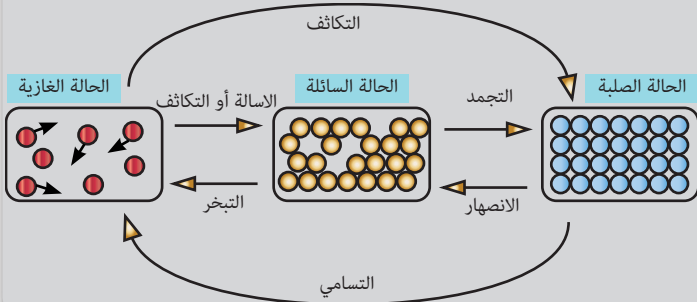 التكاثف
الحالة الصلبة
الحالة السائلة
الحالة الغازية
التجمد
الاسالة أو التكاثف
الانصهار
التبخر
التسامي